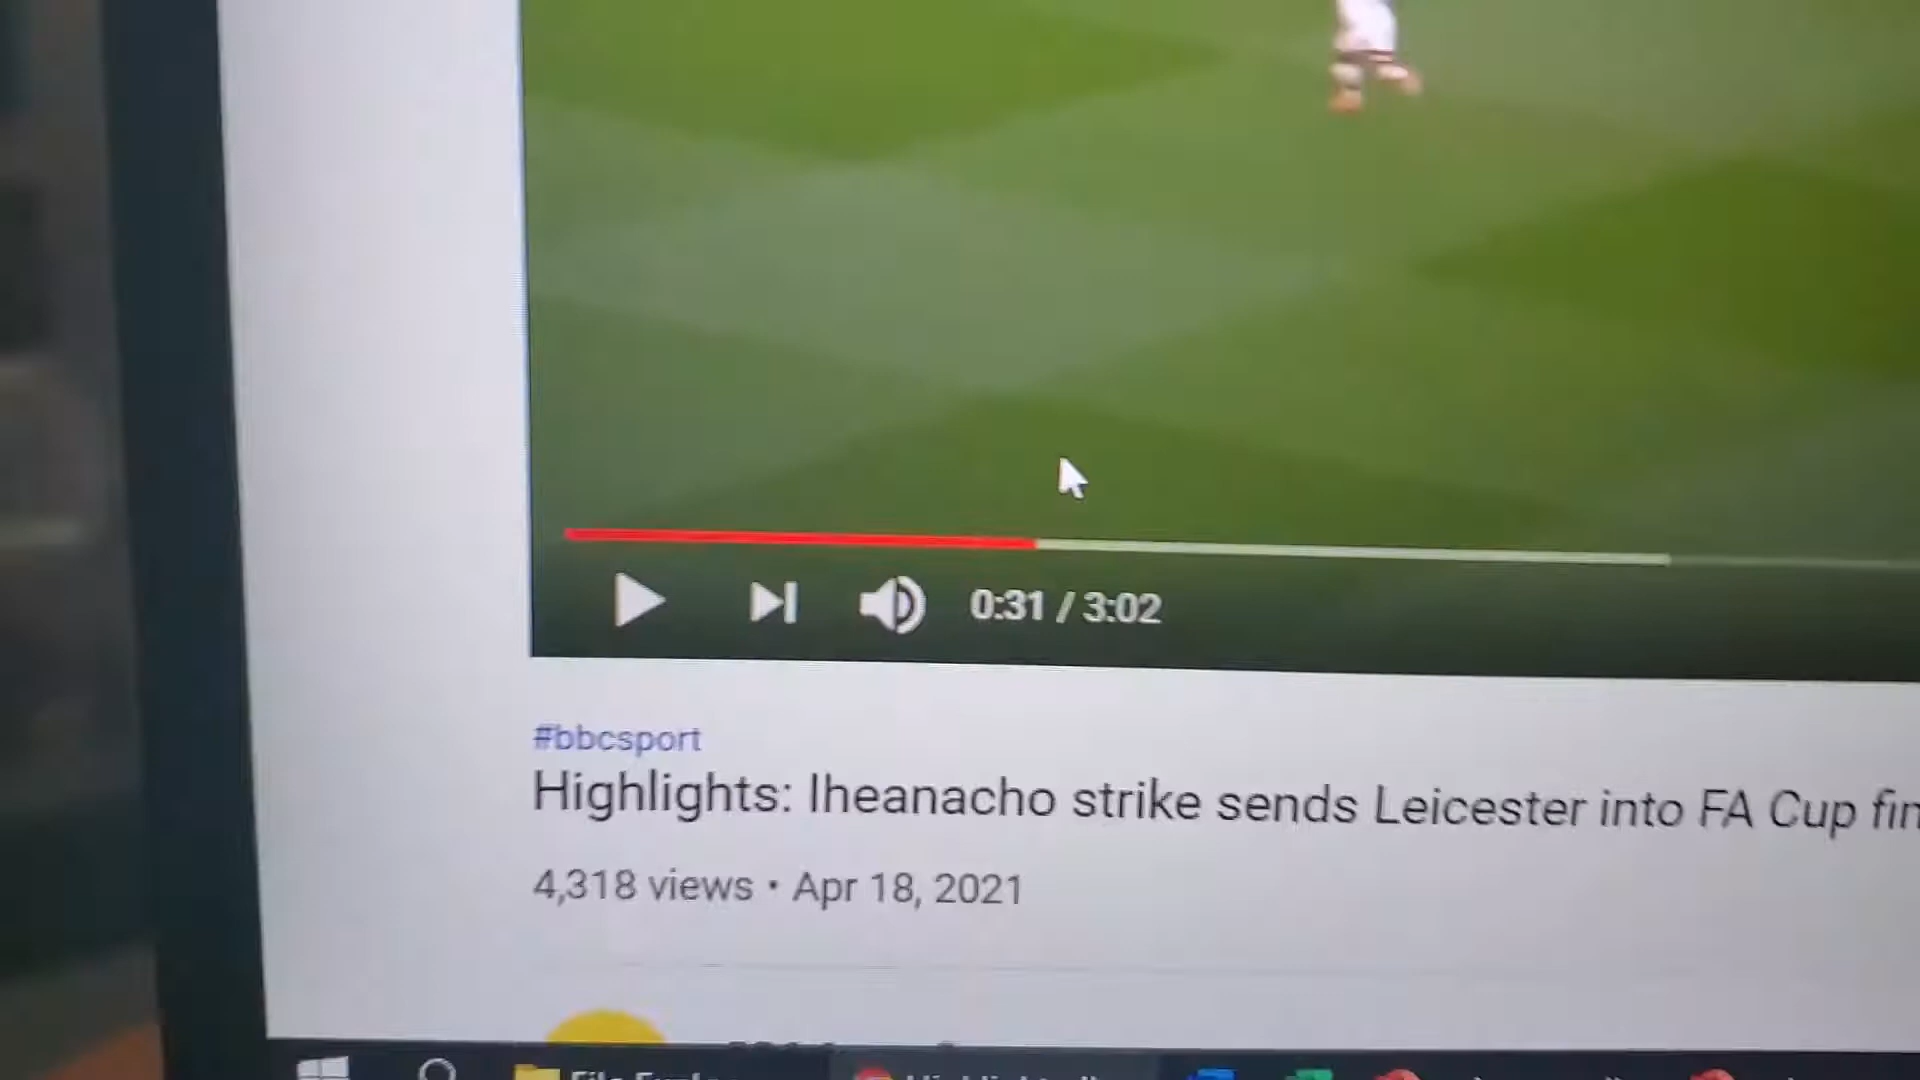 0:31 / 3:02
#bbcsport
Highlights: Iheanacho strike sends Leicester into FA Cup fin
4,318 views • Apr 18, 2021